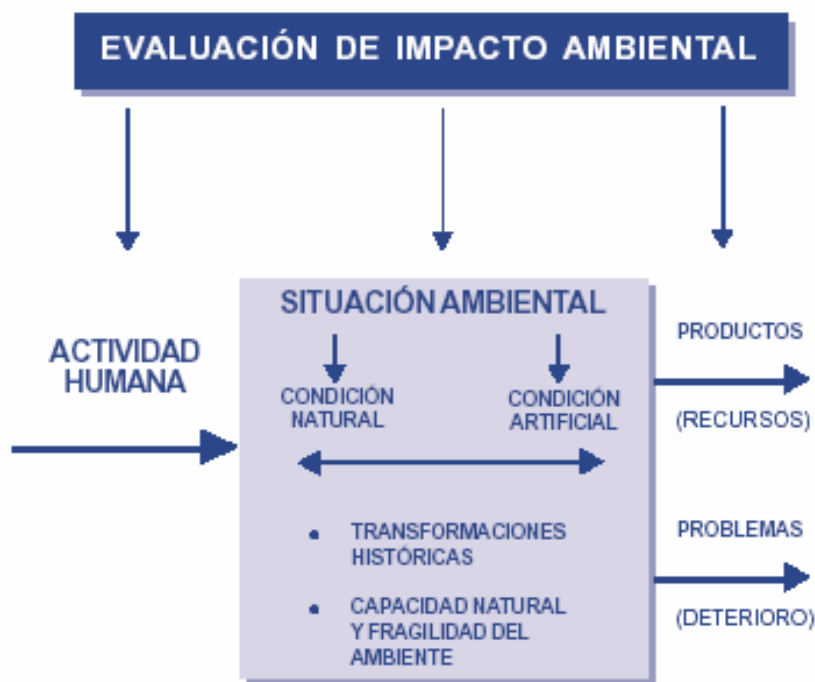 EVALUACIÓN DE IMPACTO AMBIENTAL
ACTIVIDAD
HUMANA
SITUACIÓN AMBIENTAL
CONDICIÓN
NATURAL
CONDICIÓN
ARTIFICIAL
• TRANSFORMACIONES
HISTÓRICAS
• CAPACIDAD NATURAL
Y FRAGILIDAD DEL
AMBIENTE
PRODUCTOS
(RECURSOS)
PROBLEMAS
(DETERIORO)